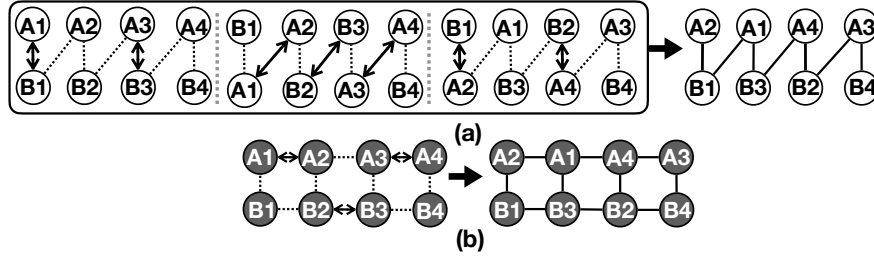 A1 A2 A3 A4 B1 A2 B3 A4 B1 A1 B2 A3 A2 A1 A4 A3
B1 B2 B3 B4 A1 B2 A3 B4 A2 B3 A4 B4 B1 B3 B2 B4
(a)
A1 A2 A3 A4 A2 A1 A4 A3
B1 B2 B3 B4 B1 B3 B2 B4
(b)